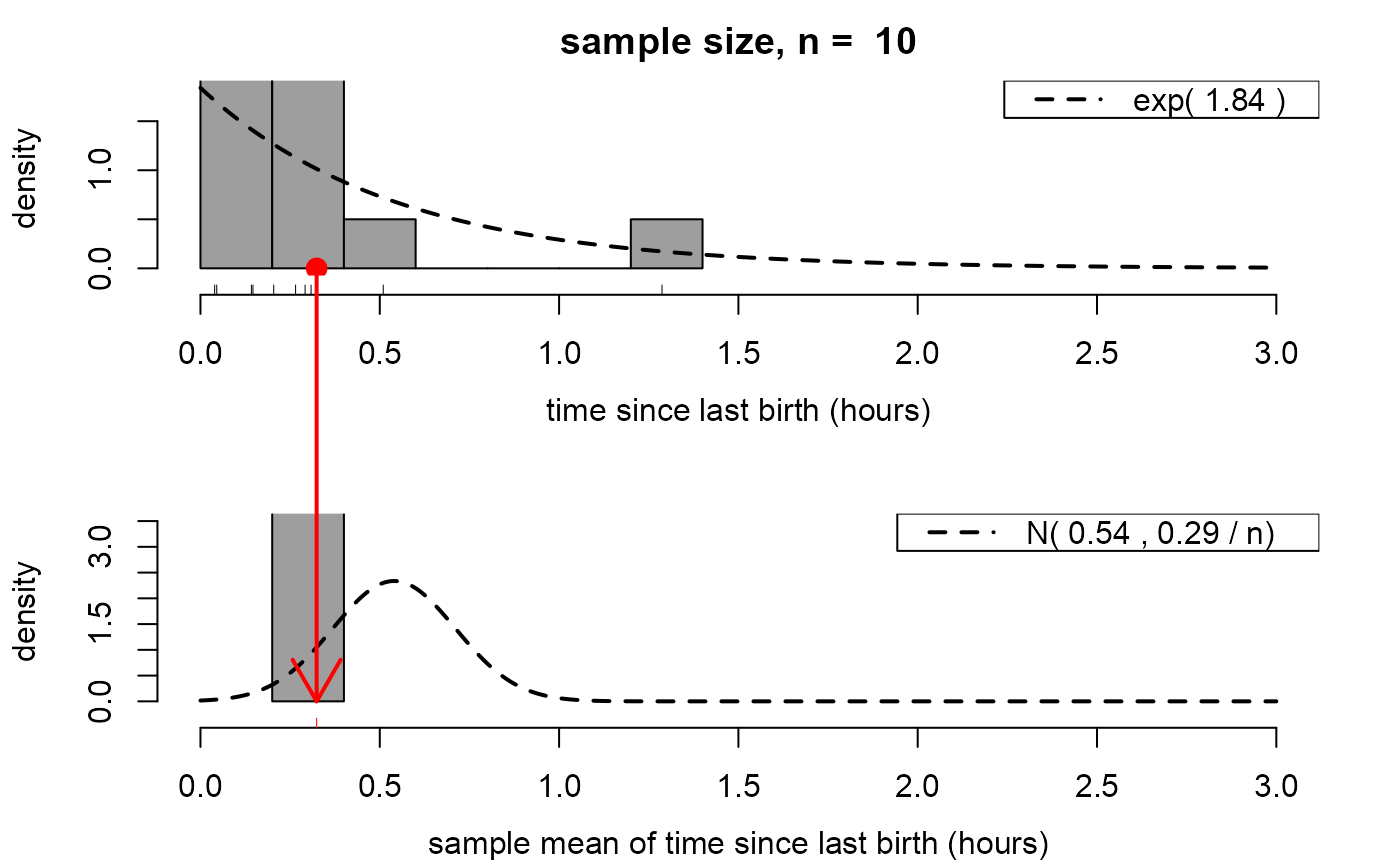 sample size, n =  10
exp( 1.84 )
density
1.0
0.0
0.0 0.5 1.0 1.5 2.0 2.5 3.0
time since last birth (hours)
N( 0.54 , 0.29 / n)
density
3.0
1.5
0.0
0.0 0.5 1.0 1.5 2.0 2.5 3.0
sample mean of time since last birth (hours)